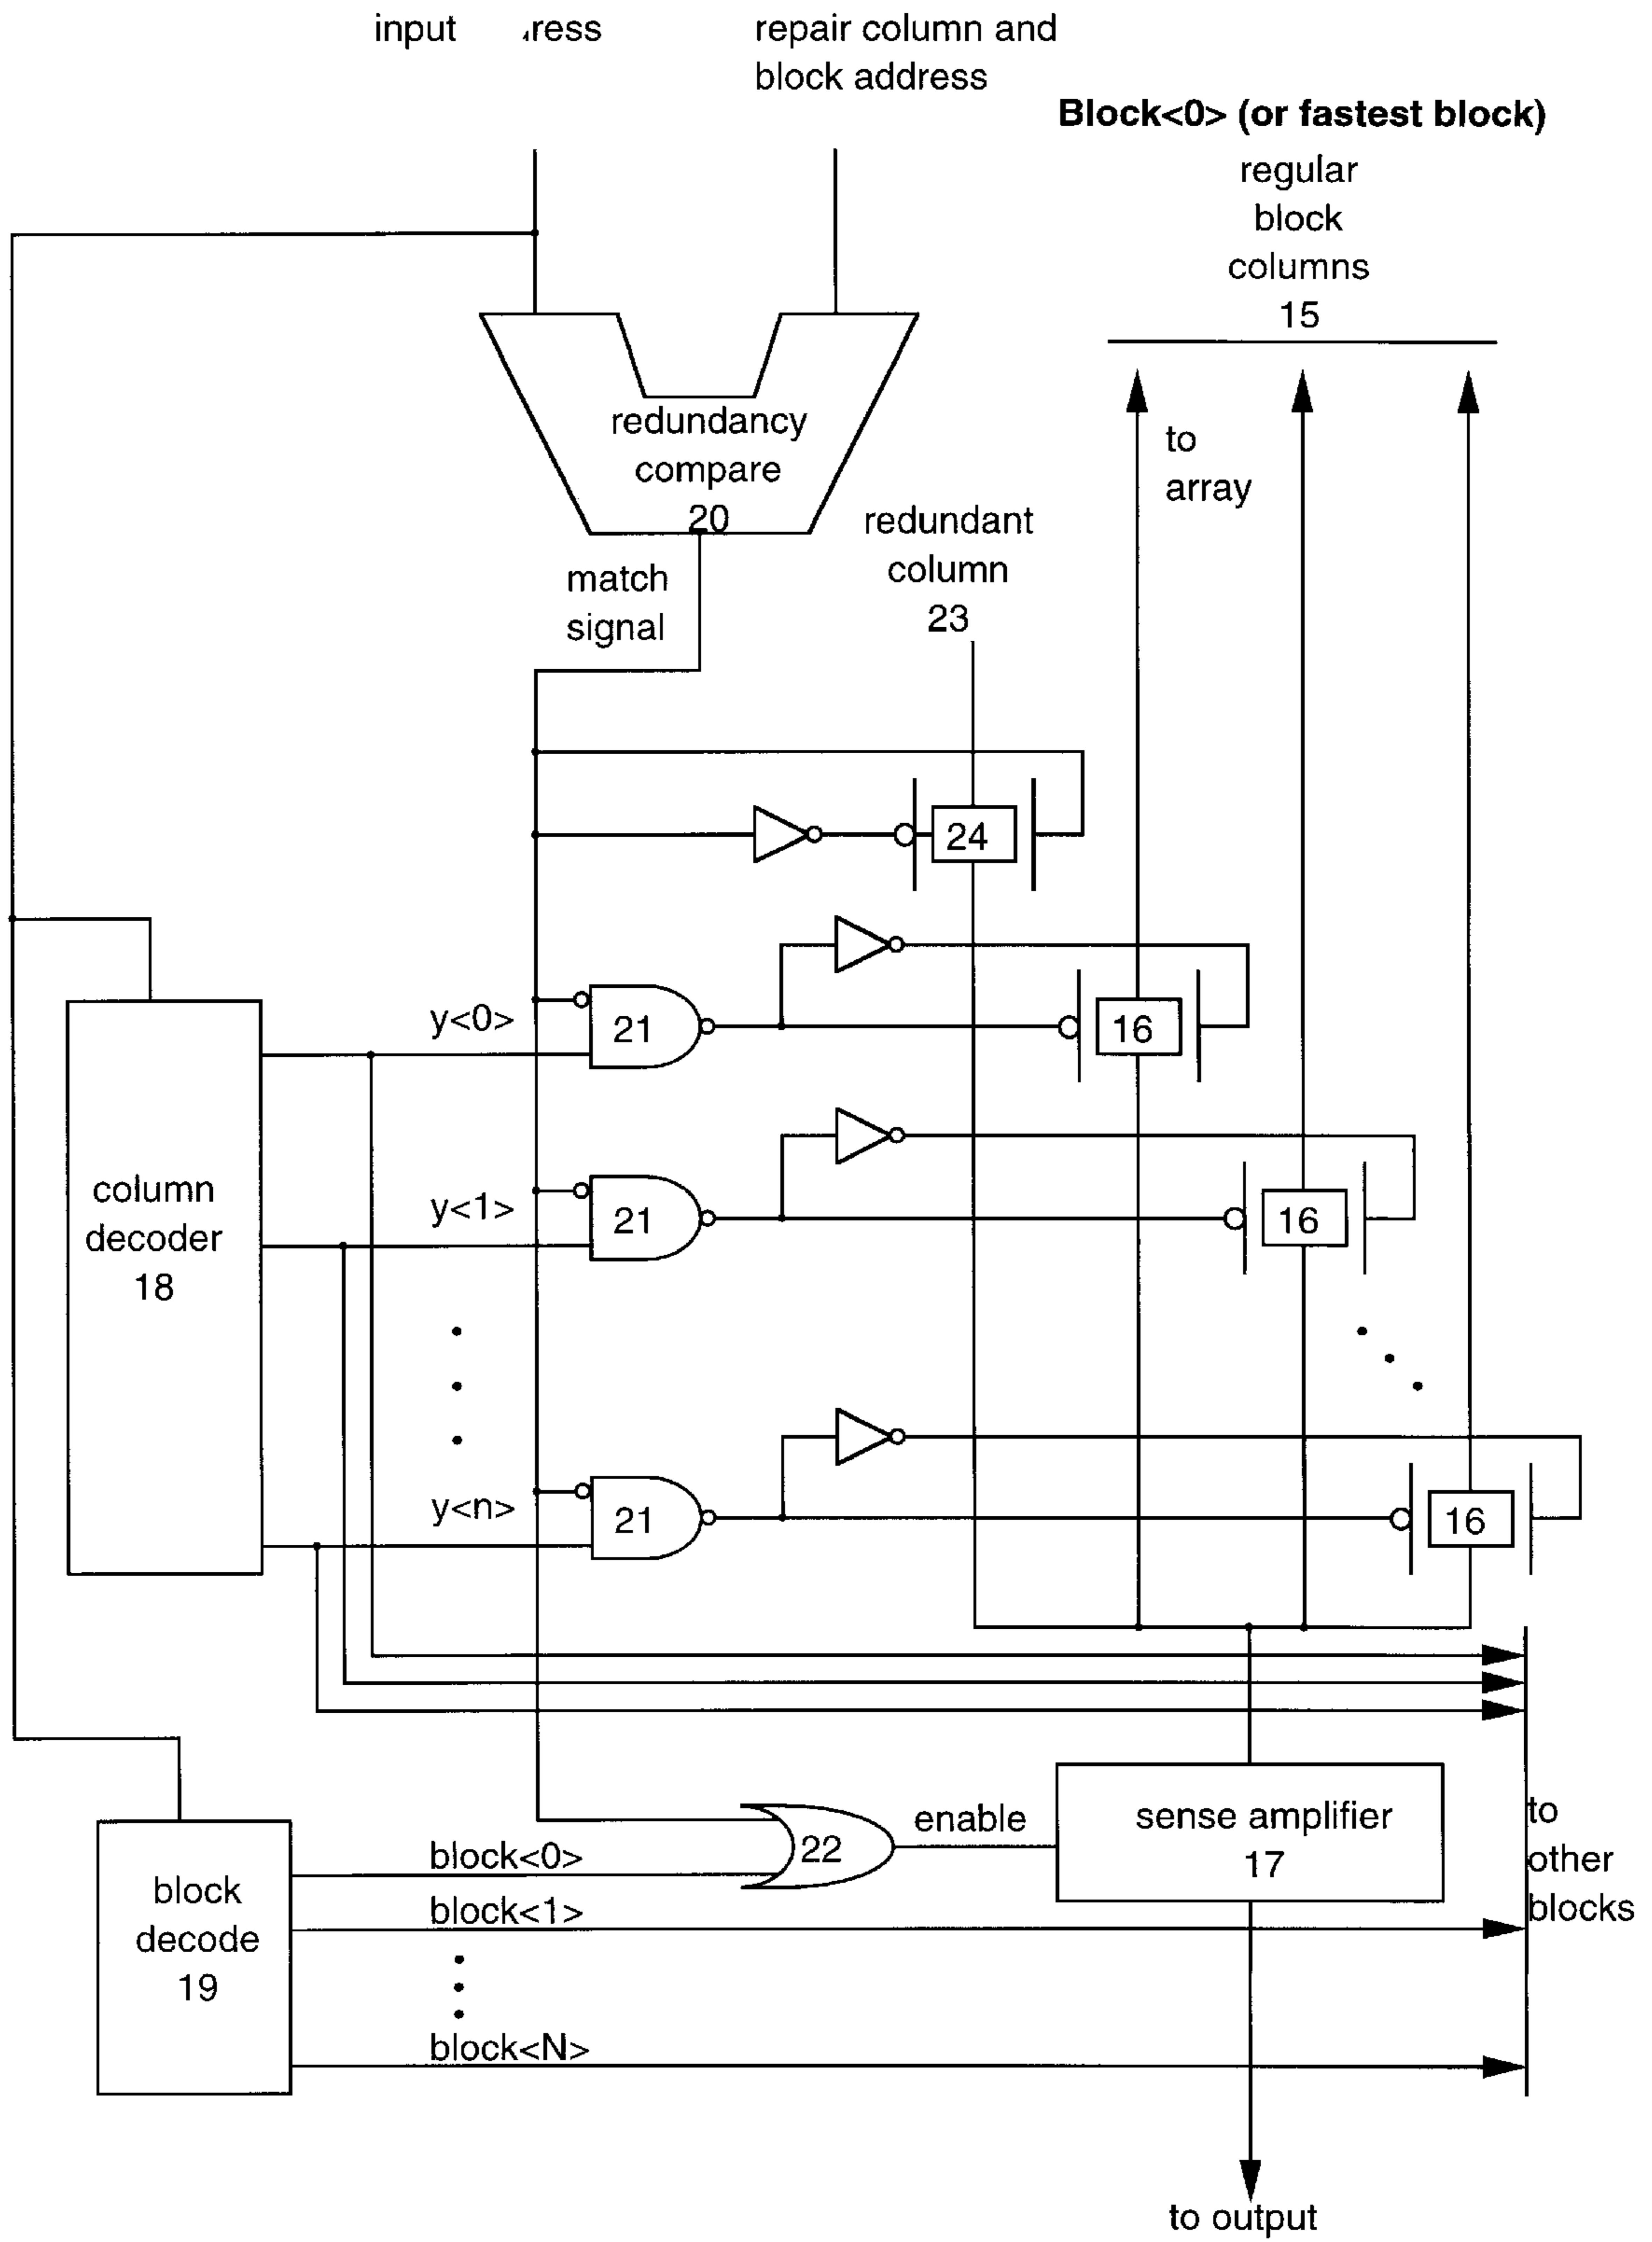 input
repair column and
block address
Block<0> (or fastest block)
regular
block
columns
15
to
array
redundancy
compare
20
redundant
column
23
match
signal
24
y<0>
21
16
y<1>
21
16
column
decoder
18
y<n>
21
16
to
other
blocks
enable
sense amplifier
17
22
block<0>
block<1>
block<N>
block
decode
19
to output